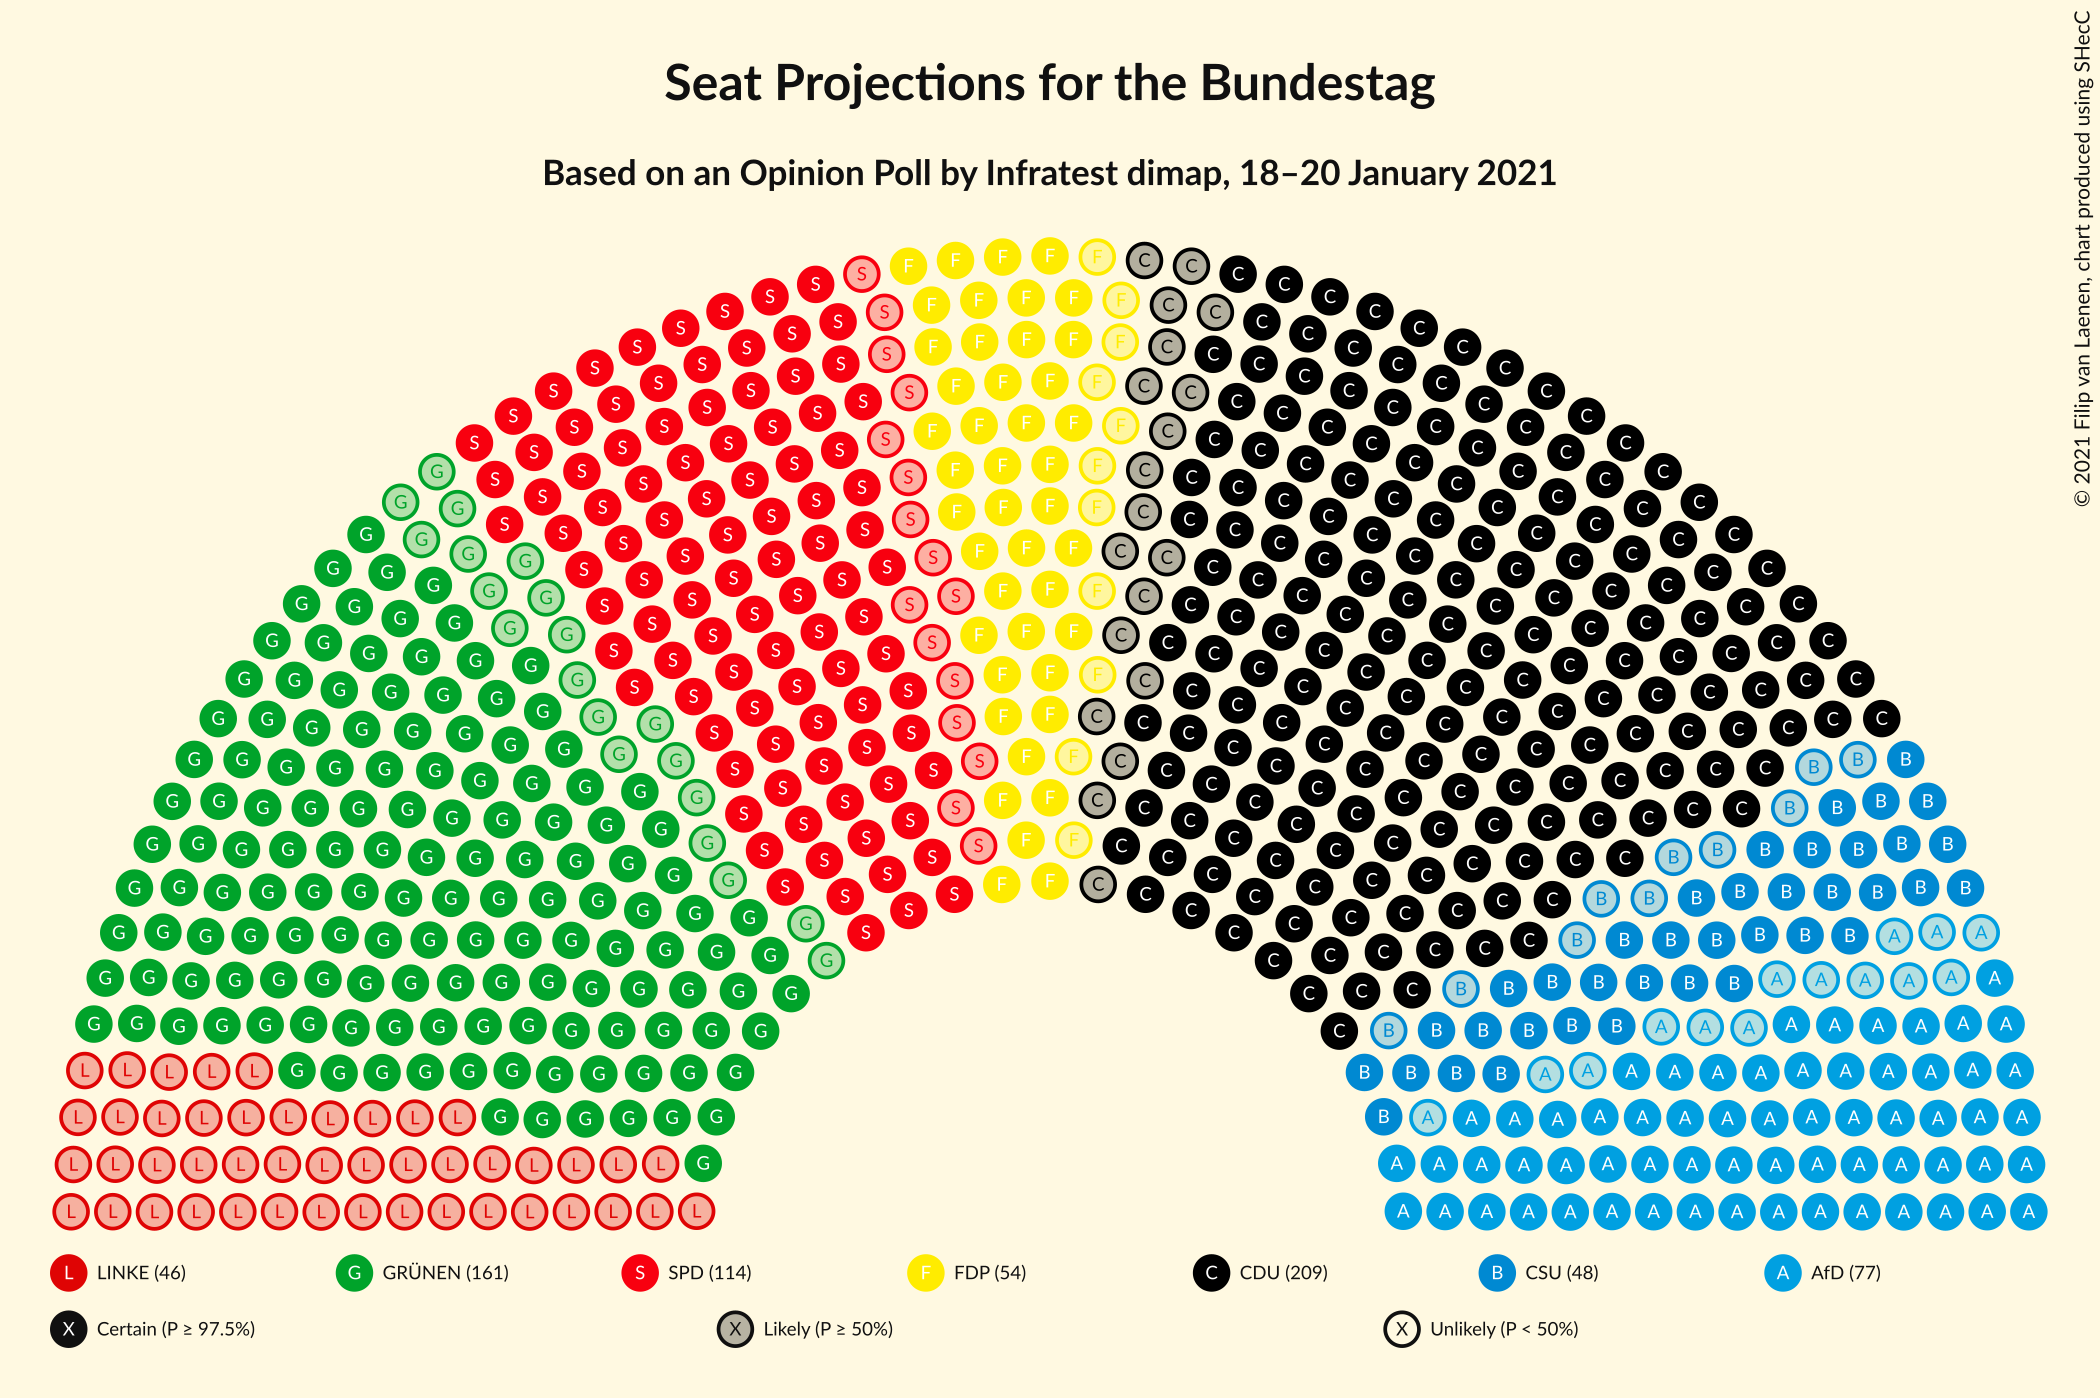 Seat Projections for the Bundestag
Based on an Opinion Poll by Infratest dimap, 18–20 January 2021
© 2021 Filip van Laenen, chart produced using SHecC
L LINKE (46) G GRÜNEN (161) S SPD (114) F FDP (54) C CDU (209) B CSU (48) A AfD (77)
X Certain (P ≥ 97.5%) X Likely (P ≥ 50%) X Unlikely (P < 50%)